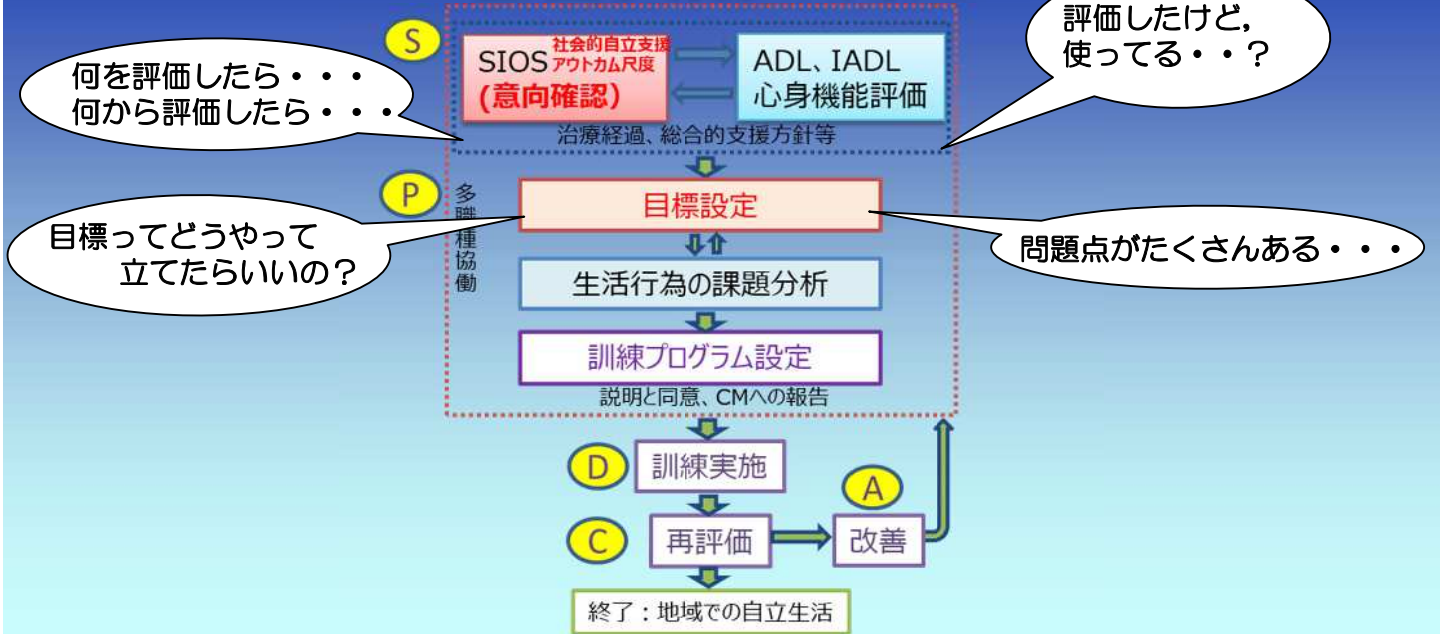 評価したけど,
使ってる・・?
S
SIOS 社会的自立支援
アウトカム尺度
(意向確認)
ADL、IADL
心身機能評価
何を評価したら・・・
何から評価したら・・・
治療経過、総合的支援方針等
P
多職種協働
目標設定
目標ってどうやって
立てたらいいの?
問題点がたくさんある・・・
生活行為の課題分析
訓練プログラム設定
説明と同意、CMへの報告
D
訓練実施
A
C
再評価
改善
終了:地域での自立生活